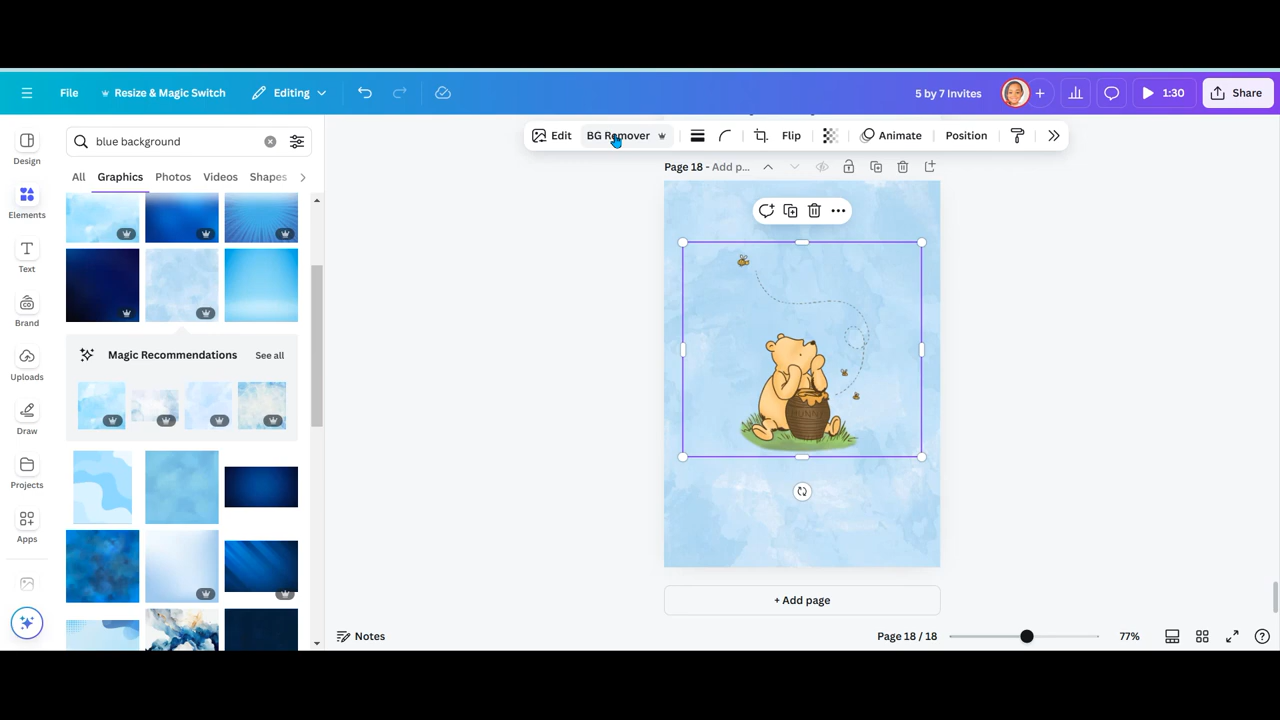 File
Resize & Magic Switch
Editing
5 by 7 Invites
1:30
Share
Design
Elements
Text
Brand
Uploads
Draw
Projects
Apps
blue background
All Graphics Photos Videos Shapes
Magic Recommendations See all
Edit BG Remover Flip Animate Position
Page 18 - Add p...
+ Add page
Notes
Page 18 / 18
77%